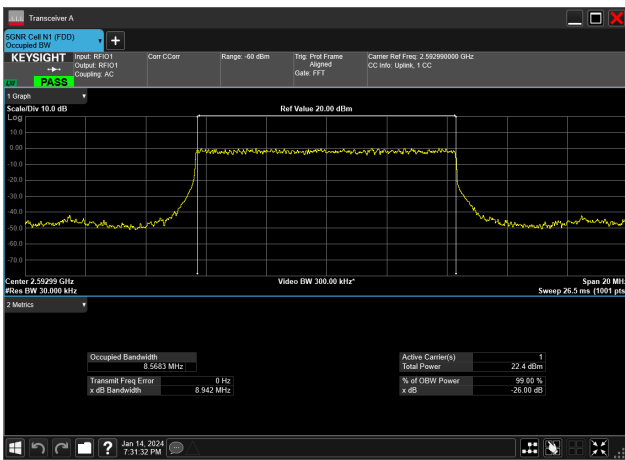 Transceiver A
5GNR Cell N1 (FDD)
Occupied BW
KEYSIGHT
Input: RFIO1
Output: RFIO1
Coupling: AC
Corr CCorr
Range: -60 dBm
Trig: Prot Frame
Aligned
Gate: FFT
Carrier Ref Freq: 2.592990000 GHz
CC Info: Uplink, 1 CC
PASS
1 Graph
Scale/Div 10.0 dB
Ref Value 20.00 dBm
Log
10.0
0.00
-10.0
-20.0
-30.0
-40.0
-50.0
-60.0
-70.0
Center 2.59299 GHz
Video BW 300.00 kHz*
Span 20 MHz
#Res BW 30.000 kHz
Sweep 26.5 ms (1001 pts
2 Metrics
Occupied Bandwidth
8.5683 MHz
Transmit Freq Error 0 Hz
x dB Bandwidth 8.942 MHz
Active Carrier(s) 1
Total Power 22.4 dBm
% of OBW Power 99.00 %
x dB -26.00 dB
?
Jan 14, 2024
7:31:32 PM